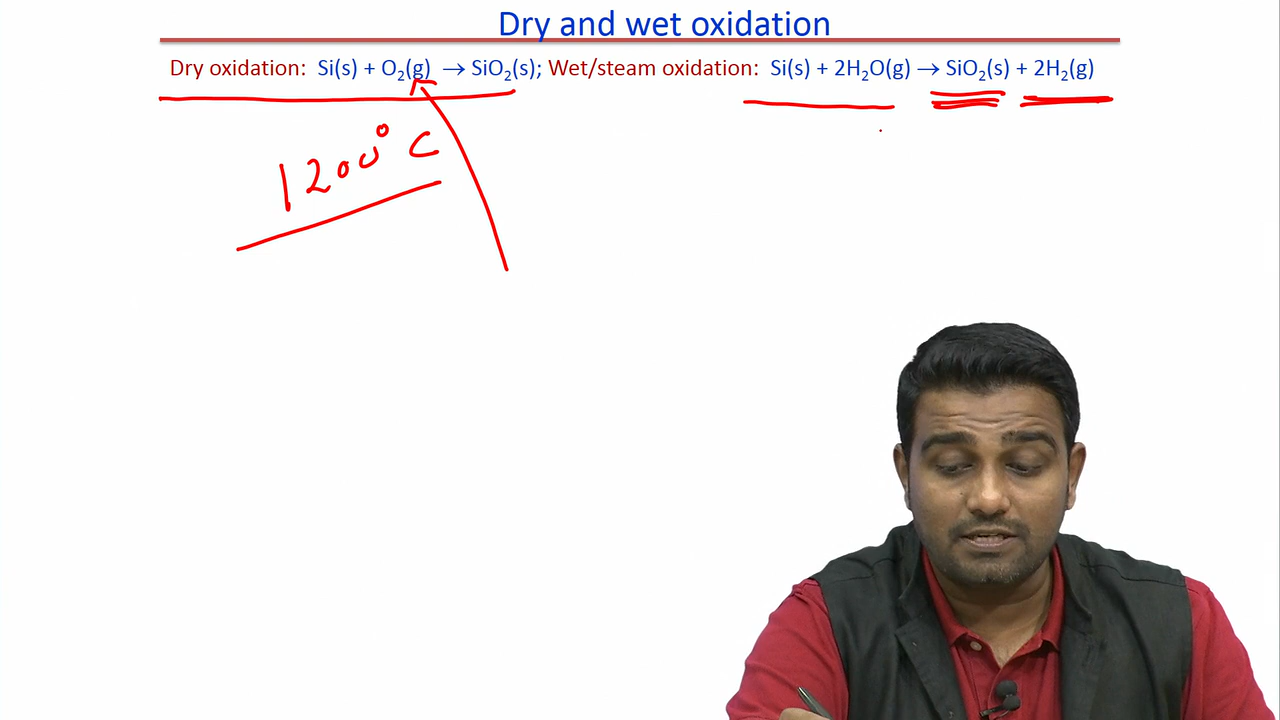 Dry and wet oxidation
Dry oxidation: Si(s) + O₂(g) → SiO₂(s); Wet/steam oxidation: Si(s) + 2H₂O(g) → SiO₂(s) + 2H₂(g)
1200° C